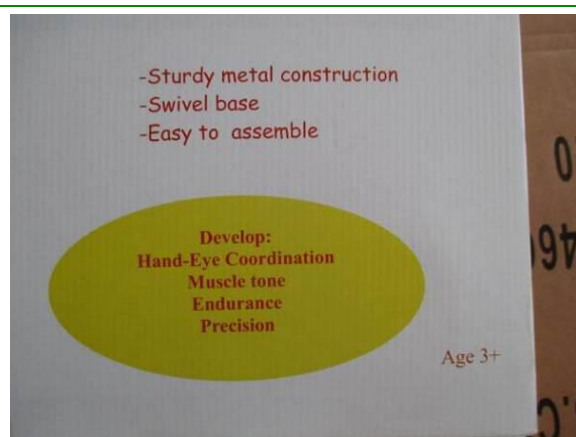 -Sturdy metal construction
-Swivel base
-Easy to assemble
Develop:
Hand-Eye Coordination
Muscle tone
Endurance
Precision
Age 3+